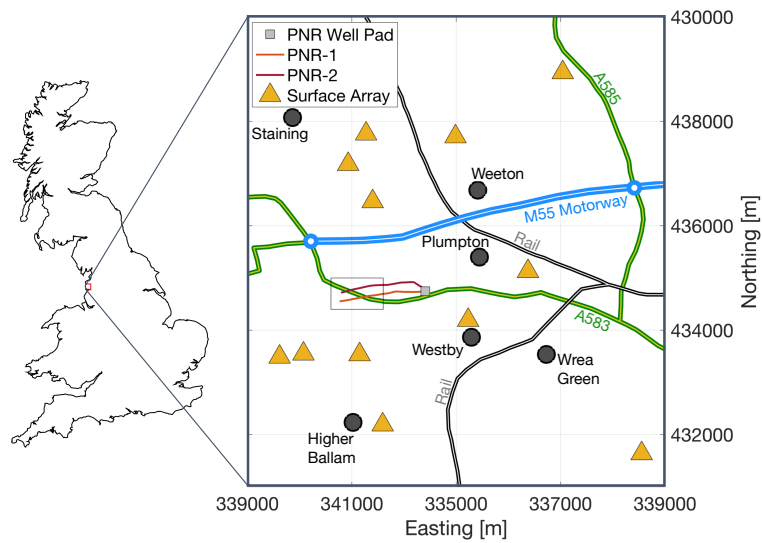 PNR Well Pad
PNR-1
PNR-2
Surface Array
430000
A585
438000
Staining
Weeton
M55 Motorway
436000
Plumpton
Rail
Northing [m]
A583
434000
Westby
Wrea
Green
Rail
Higher
Ballam
432000
339000
341000
335000
337000
339000
Easting [m]